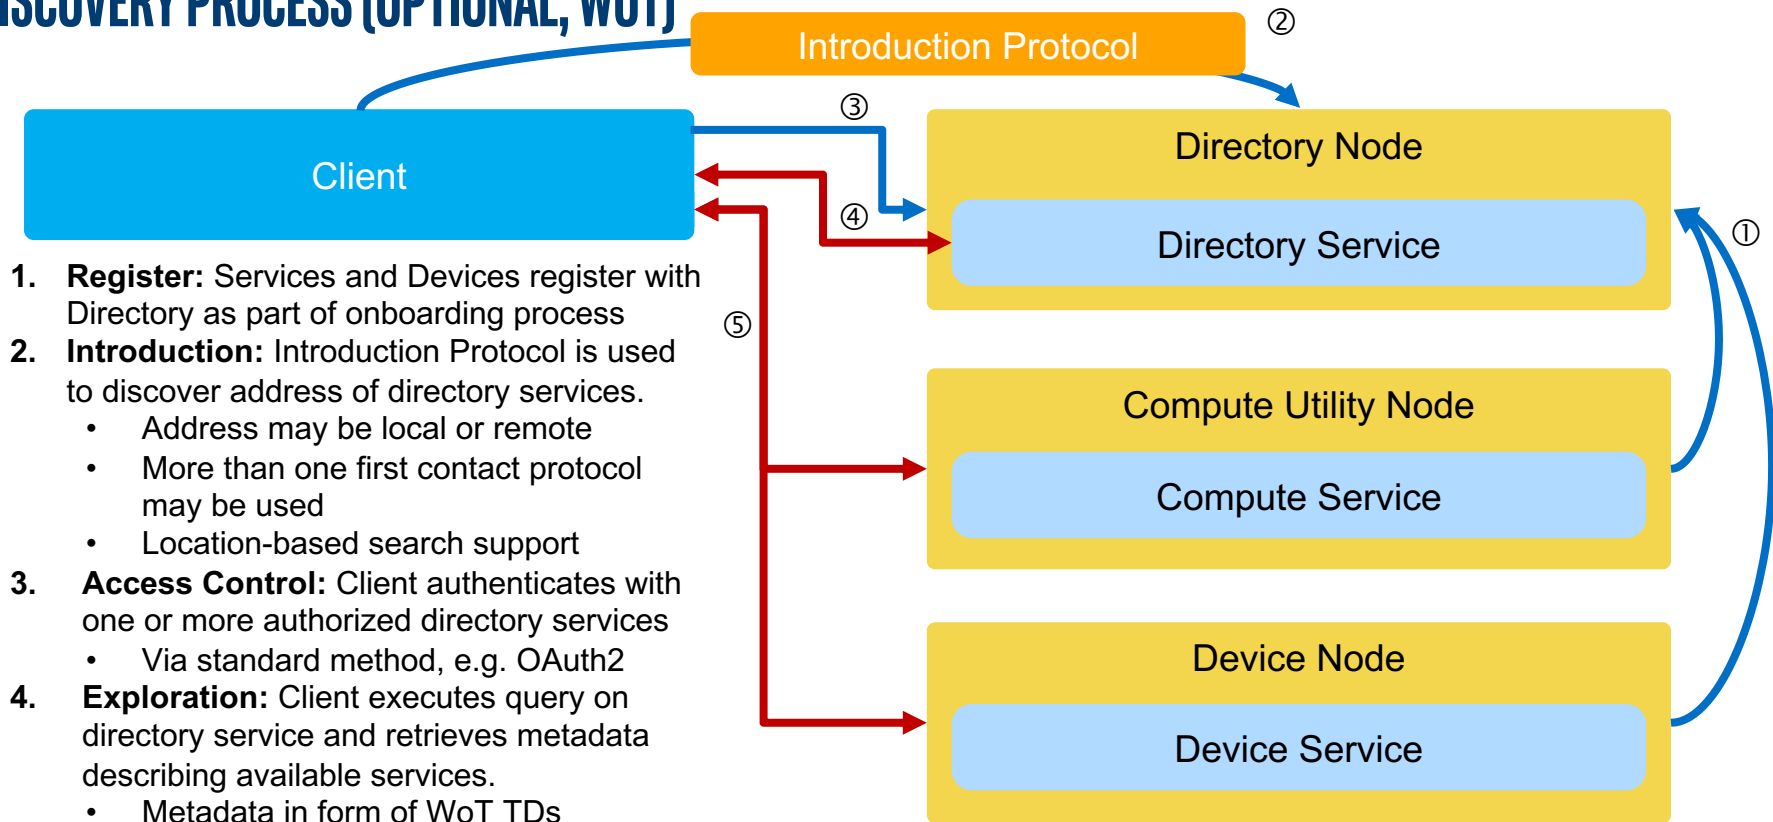 ISCOVERY PROCESS (OPTIONAL, WOT)
Introduction Protocol
②
Client
③
④
⑤
Directory Node
Directory Service
①
Compute Utility Node
Compute Service
Device Node
Device Service
1. Register: Services and Devices register with
Directory as part of onboarding process
2. Introduction: Introduction Protocol is used
to discover address of directory services.
• Address may be local or remote
• More than one first contact protocol
may be used
• Location-based search support
3. Access Control: Client authenticates with
one or more authorized directory services
• Via standard method, e.g. OAuth2
4. Exploration: Client executes query on
directory service and retrieves metadata
describing available services.
• Metadata in form of WoT TDs